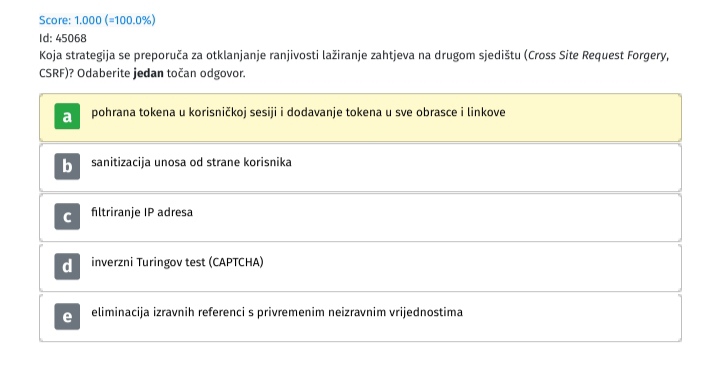 Score: 1.000 (=100.0%)
Id: 45068
Koja strategija se preporuča za otklanjanje ranjivosti lažiranje zahtjeva na drugom sjedištu (Cross Site Request Forgery,
CSRF)? Odaberite jedan točan odgovor.
a pohrana tokena u korisničkoj sesiji i dodavanje tokena u sve obrasce i linkove
b sanitizacija unosa od strane korisnika
c filtriranje IP adresa
d inverzni Turingov test (CAPTCHA)
e eliminacija izravnih referenci s privremenim neizravnim vrijednostima